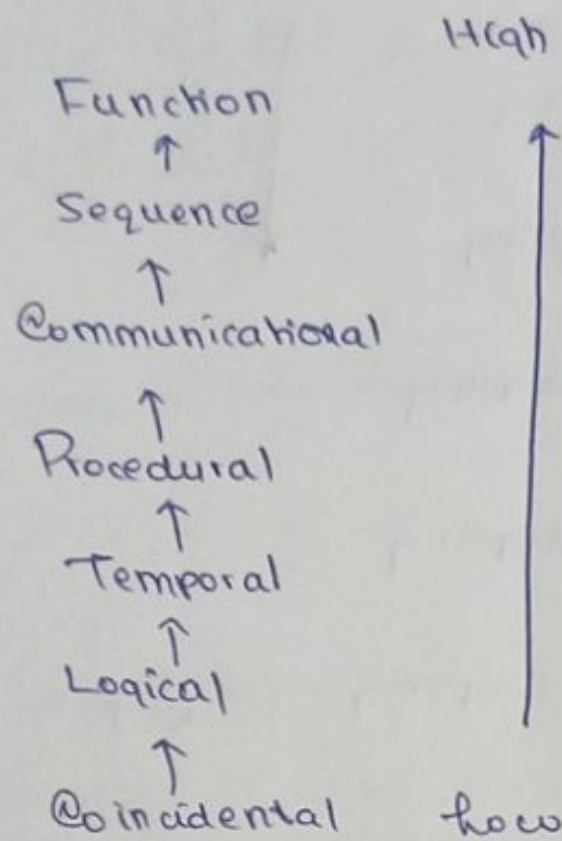 High
Function
↑
Sequence
↑
Communicational
↑
Procedural
↑
Temporal
↑
Logical
↑
Coincidental Low